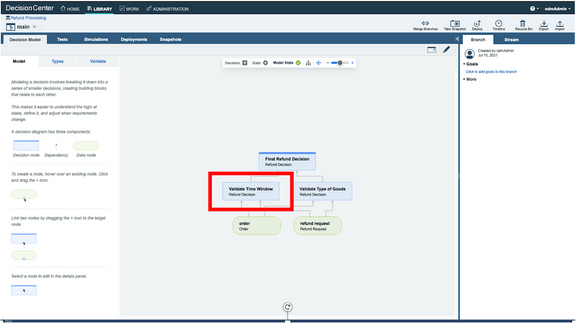 Decision Center HOME LIBRARY WORK ADMINISTRATION ? odmAdmin
Refund Processing
main
Merge Branches Take Snapshot Deploy Timeline Recycle Bin Export Import
Decision Model Tests Simulations Deployments Snapshots Branch Stream
Model Types Validate
Decision Data Model State
Created by odmAdmin
Jul 15, 2021
Goals
Click to add goals to this branch
More
Modeling a decision involves breaking it down into a
series of smaller decisions, creating building blocks
that relate to each other.
This makes it easier to understand the logic at
stake, define it, and adjust when requirements
change.
A decision diagram has three components:
Decision node Dependency Data node
To create a node, hover over an existing node. Click
and drag the + icon.
Link two nodes by dragging the + icon to the target
node.
Select a node to edit in the details panel.
Final Refund Decision
Refund Decision
Validate Time Window
Refund Decision
Validate Type of Goods
Refund Decision
order
Order
refund request
Refund Request